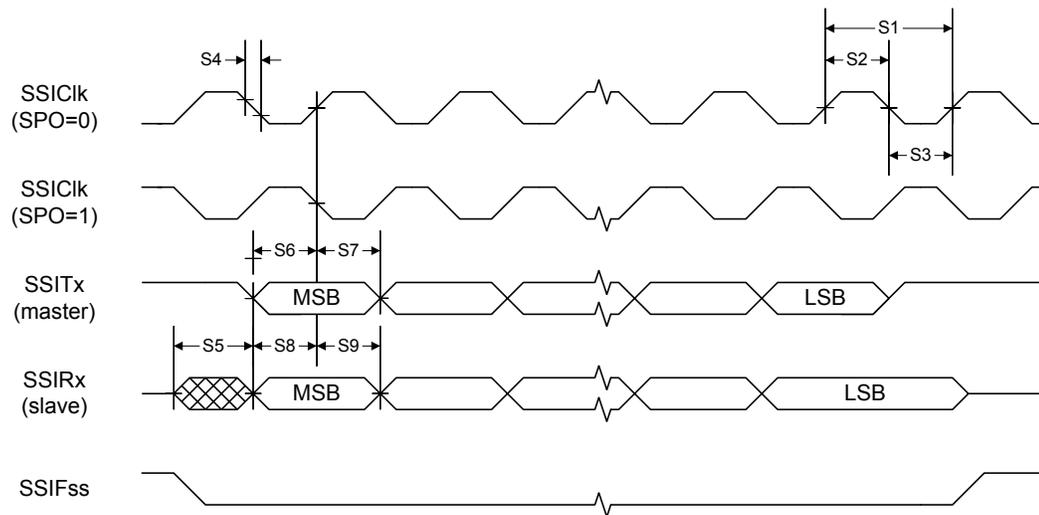 S1
S4
S2
SSIClk
(SPO=0)
S3
SSIClk
(SPO=1)
S6
S7
SSITx
(master)
MSB
LSB
S5
S8
S9
SSIRx
(slave)
MSB
LSB
SSIFss